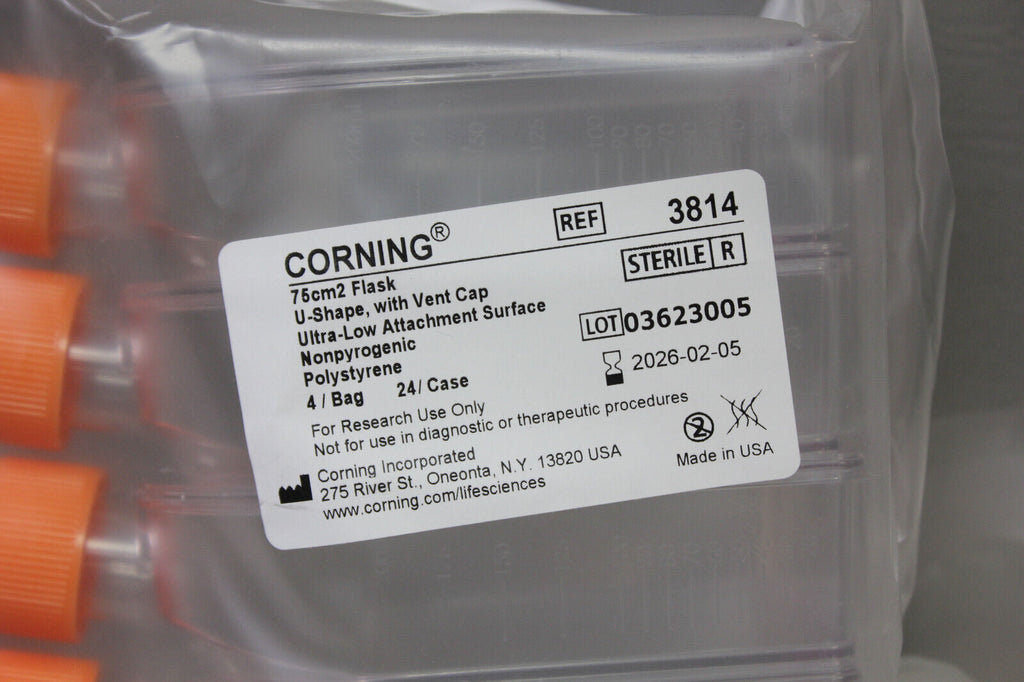 CORNING®
REF 3814
STERILE R
75cm2 Flask
U-Shape, with Vent Cap
Ultra-Low Attachment Surface
Nonpyrogenic
Polystyrene
4 / Bag 24/ Case
LOT 03623005
2026-02-05
For Research Use Only
Not for use in diagnostic or therapeutic procedures
2
Corning Incorporated
275 River St., Oneonta, N.Y. 13820 USA
www.corning.com/lifesciences
Made in USA